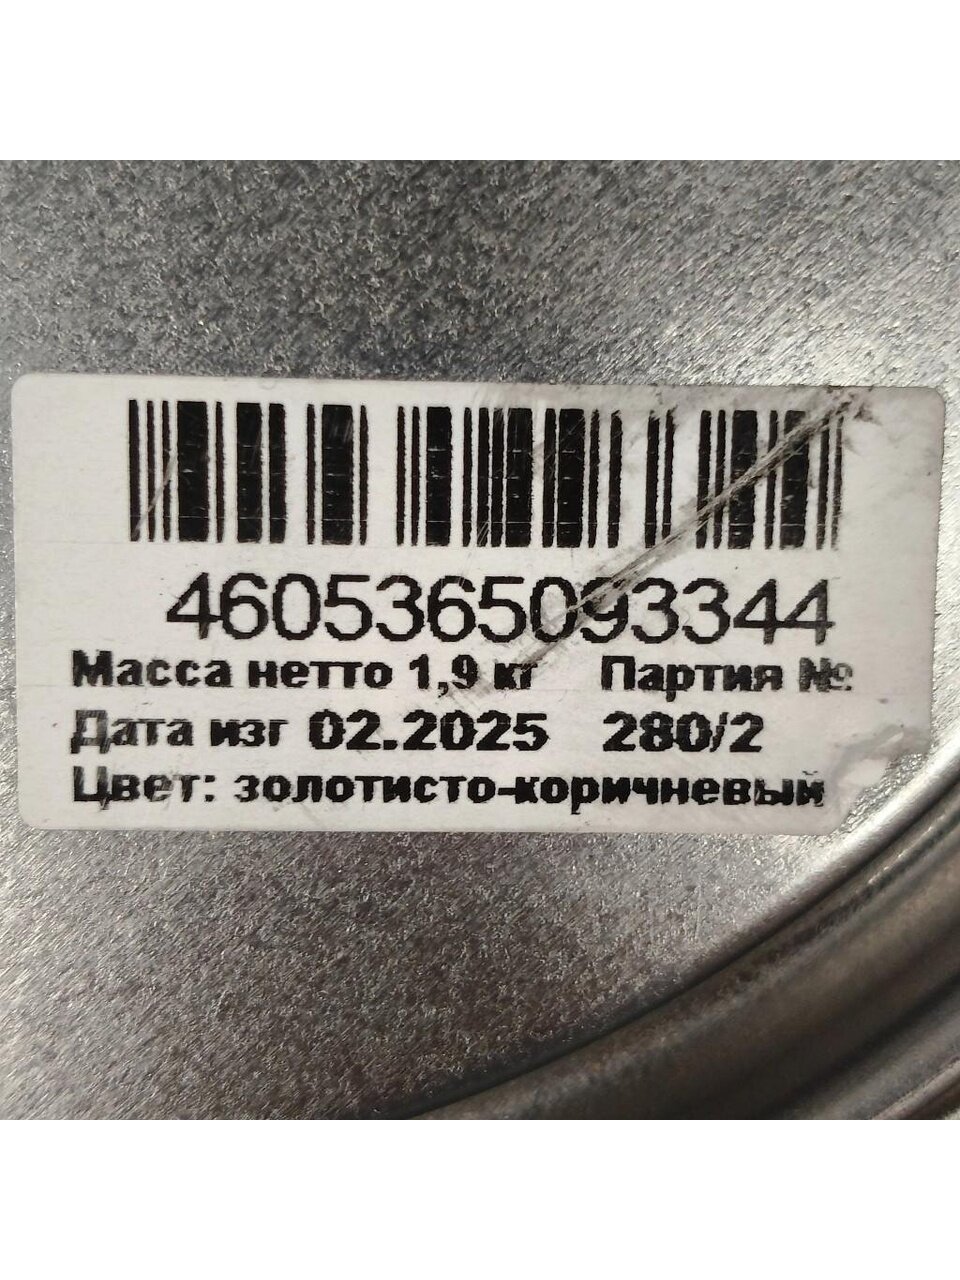 4605365093344
Масса нетто 1,9 кг Партия №
Дата изг 02.2025 280/2
Цвет: золотисто-коричневый